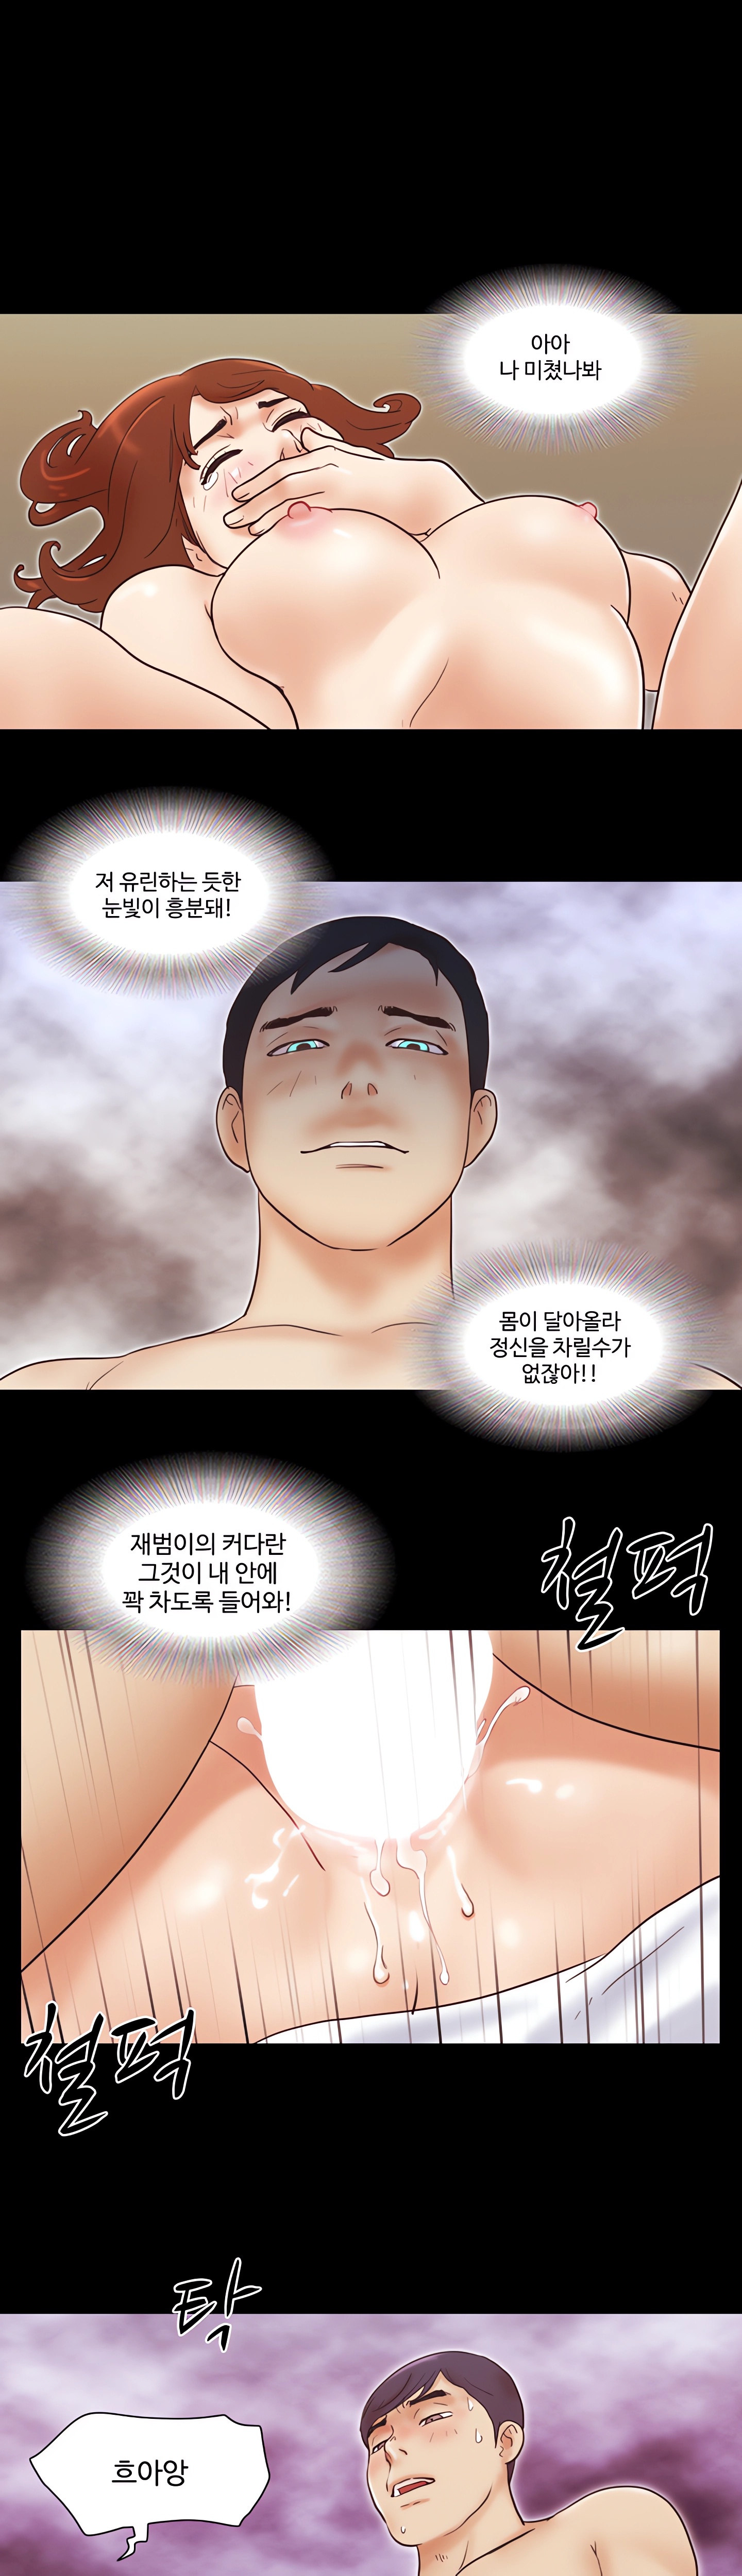 아아
나 미쳤나봐
저 유린하는 듯한
눈빛이 흥분돼!
몸이 달아올라
정신을 차릴수가
없잖아!!
재범이의 커다란
그것이 내 안에
꽉 차도록 들어와!
철퍽
철퍽
탁
흐아앙